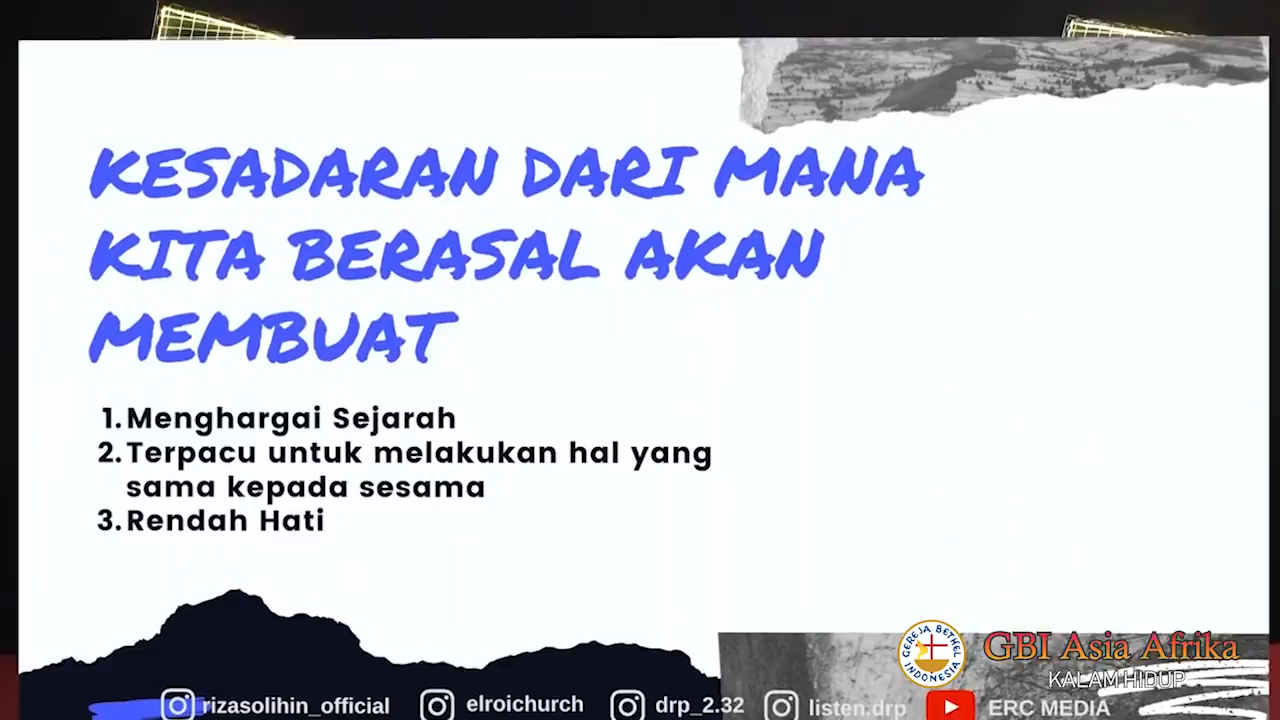 KESADARAN DARI MANA
KITA BERASAL AKAN
MEMBUAT
1. Menghargai Sejarah
2. Terpacu untuk melakukan hal yang
sama kepada sesama
3. Rendah Hati
GEREJA BETHEL
INDONESIA
GBI Asia Afrika
KALAM HIDUP
rizasolihin_official
elroichurch
drp_2.32
listen.drp
ERC MEDIA